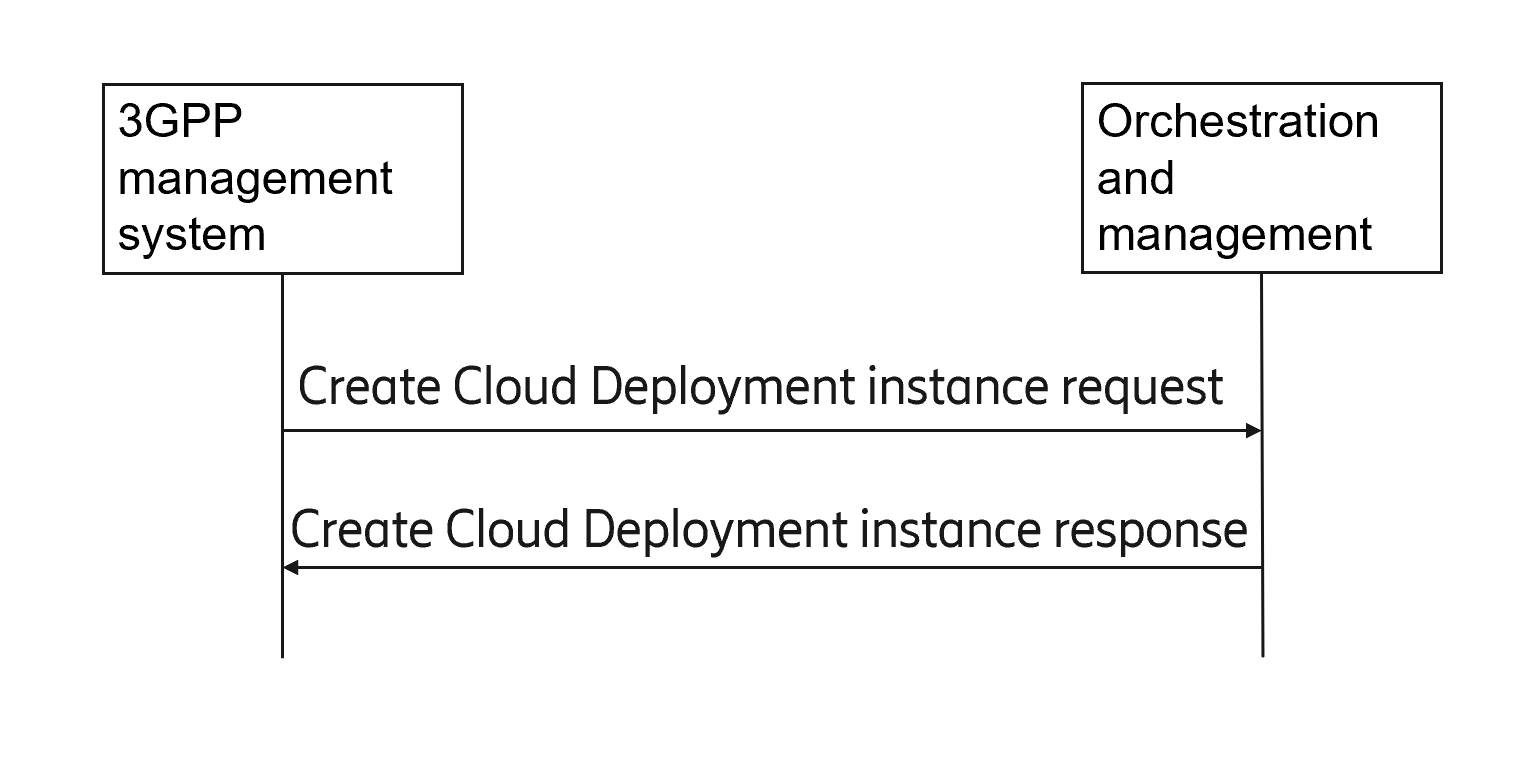 3GPP
management
system
Orchestration
and
management
Create Cloud Deployment instance request
Create Cloud Deployment instance response